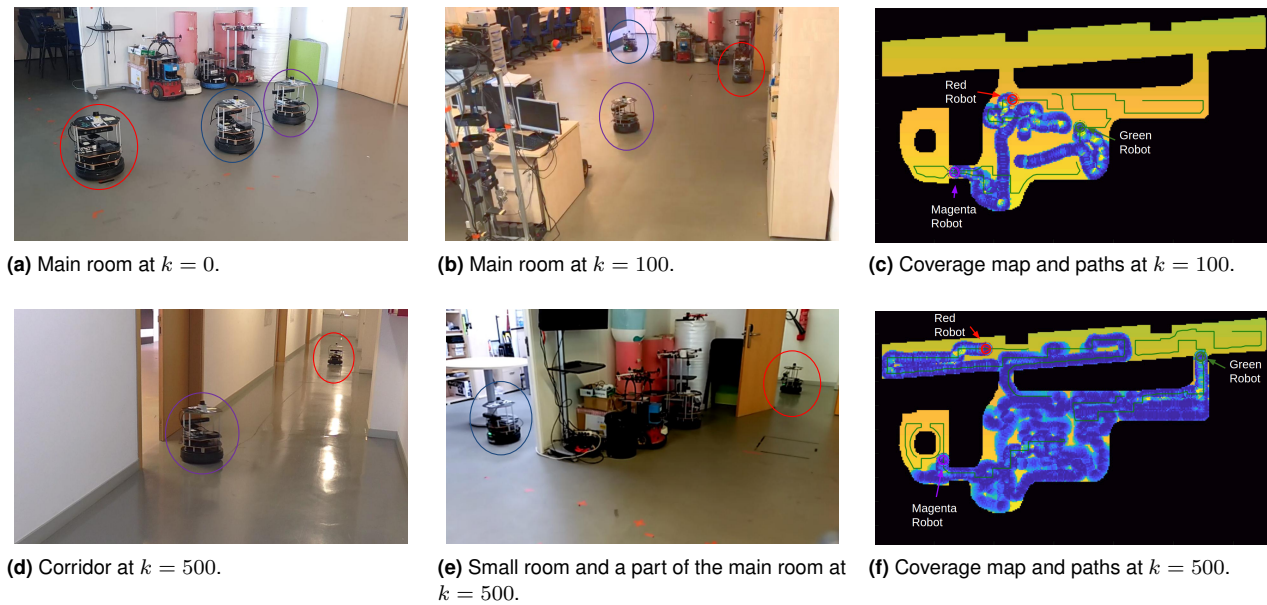 Red
Robot
Green
Robot
Magenta
Robot
(a) Main room at k = 0.
(b) Main room at k = 100.
(c) Coverage map and paths at k = 100.
Red
Robot
Green
Robot
Magenta
Robot
(d) Corridor at k = 500.
(e) Small room and a part of the main room at
k = 500.
(f) Coverage map and paths at k = 500.